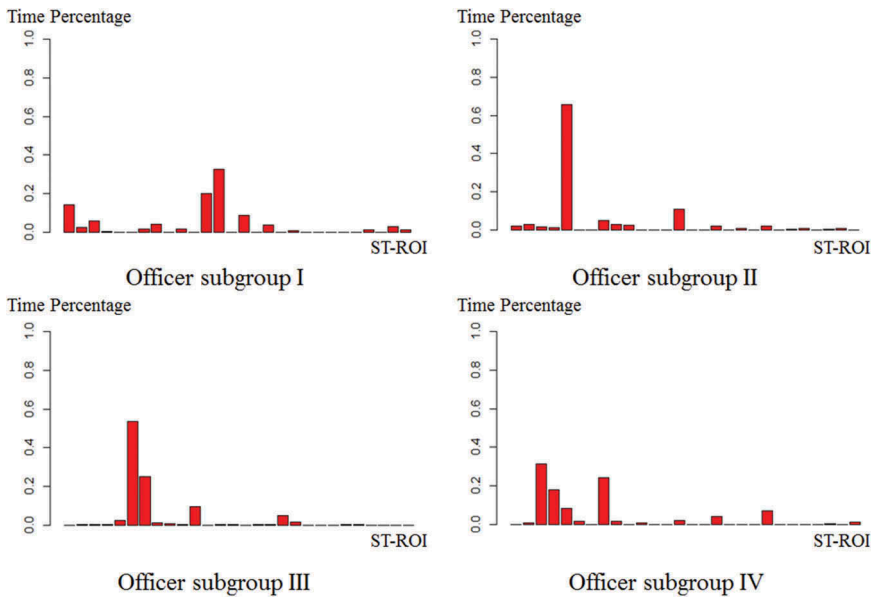 Time Percentage
1.0
0.8
0.6
0.4
0.2
0.0
ST-ROI
Officer subgroup I
Time Percentage
1.0
0.8
0.6
0.4
0.2
0.0
ST-ROI
Officer subgroup II
Time Percentage
1.0
0.8
0.6
0.4
0.2
0.0
ST-ROI
Officer subgroup III
Time Percentage
1.0
0.8
0.6
0.4
0.2
0.0
ST-ROI
Officer subgroup IV